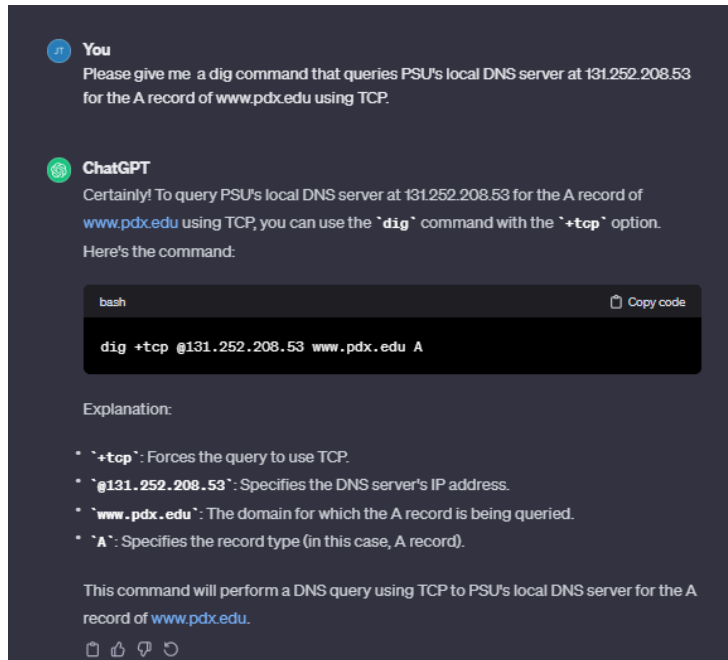 JT You
Please give me a dig command that queries PSU's local DNS server at 131.252.208.53
for the A record of www.pdx.edu using TCP.
ChatGPT
Certainly! To query PSU's local DNS server at 131.252.208.53 for the A record of
www.pdx.edu using TCP, you can use the `dig` command with the `+tcp` option.
Here's the command:
bash Copy code
dig +tcp @131.252.208.53 www.pdx.edu A
Explanation:
• `+tcp`: Forces the query to use TCP.
• `@131.252.208.53`: Specifies the DNS server's IP address.
• `www.pdx.edu`: The domain for which the A record is being queried.
• `A`: Specifies the record type (in this case, A record).
This command will perform a DNS query using TCP to PSU's local DNS server for the A
record of www.pdx.edu.